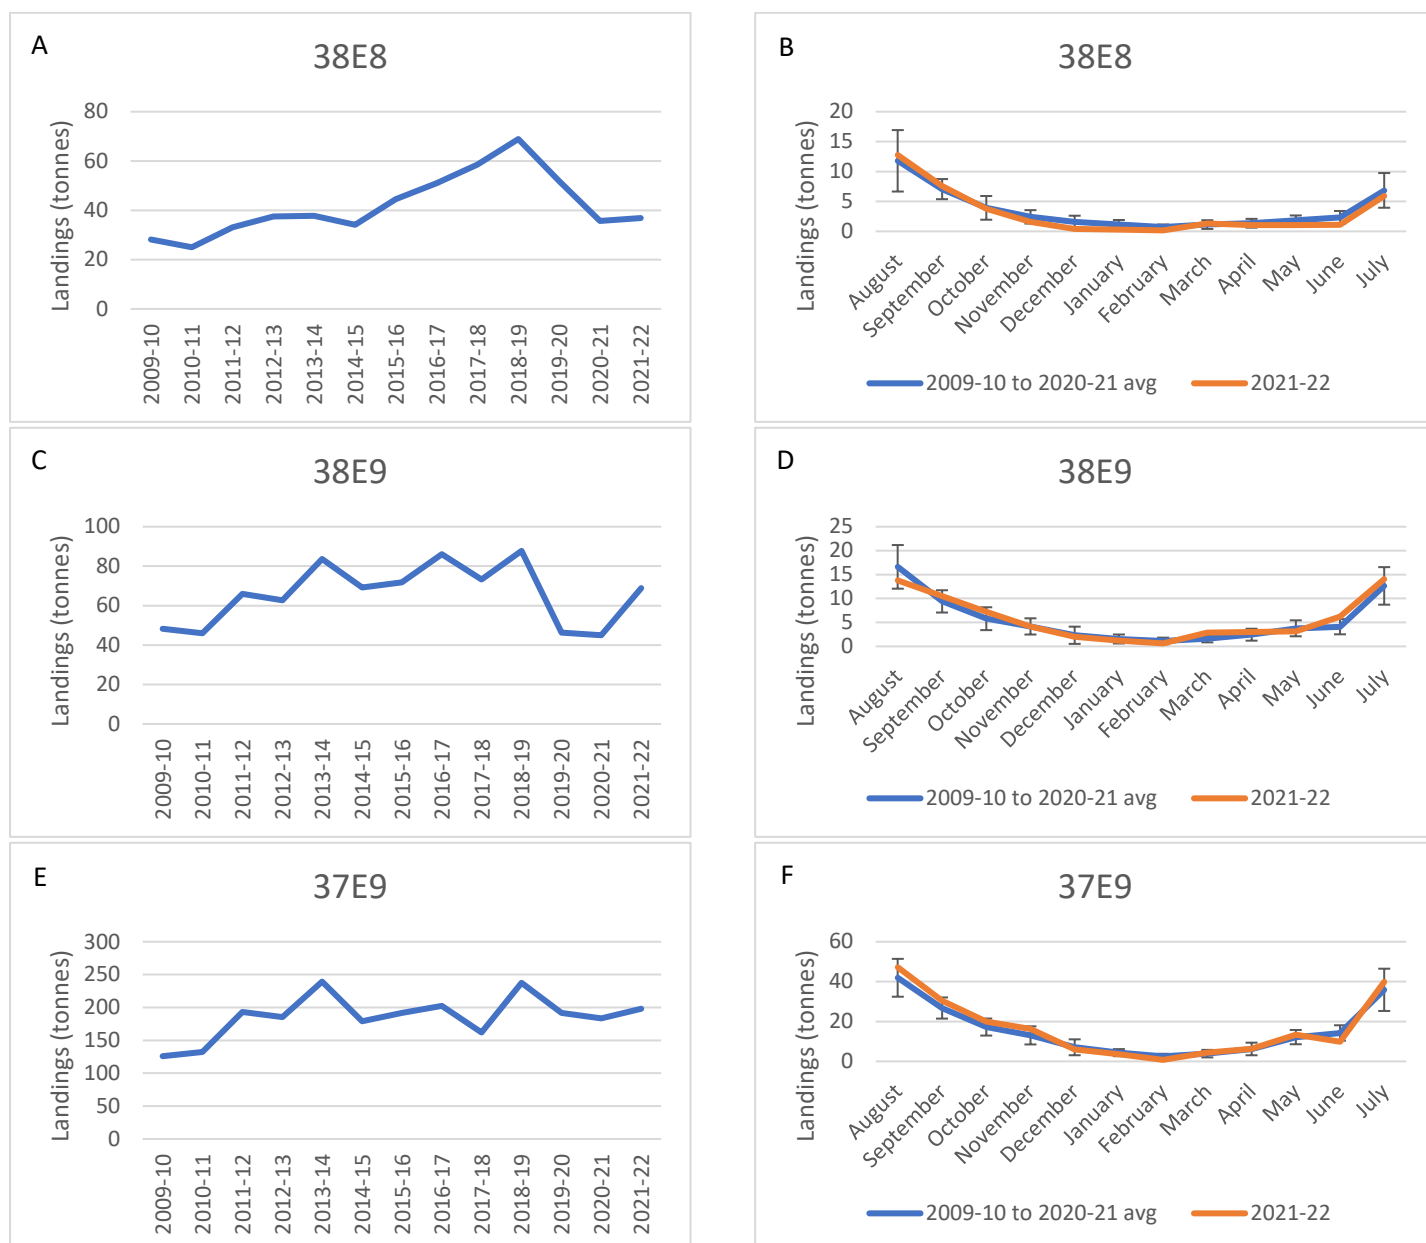 A
38E8
Landings (tonnes)
80
60
40
20
0
2009-10
2010-11
2011-12
2012-13
2013-14
2014-15
2015-16
2016-17
2017-18
2018-19
2019-20
2020-21
2021-22
B
38E8
Landings (tonnes)
20
15
10
5
0
August
September
October
November
December
January
February
March
April
May
June
July
2009-10 to 2020-21 avg
2021-22
C
38E9
Landings (tonnes)
100
80
60
40
20
0
2009-10
2010-11
2011-12
2012-13
2013-14
2014-15
2015-16
2016-17
2017-18
2018-19
2019-20
2020-21
2021-22
D
38E9
Landings (tonnes)
25
20
15
10
5
0
August
September
October
November
December
January
February
March
April
May
June
July
2009-10 to 2020-21 avg
2021-22
E
37E9
Landings (tonnes)
300
250
200
150
100
50
0
2009-10
2010-11
2011-12
2012-13
2013-14
2014-15
2015-16
2016-17
2017-18
2018-19
2019-20
2020-21
2021-22
F
37E9
Landings (tonnes)
60
40
20
0
August
September
October
November
December
January
February
March
April
May
June
July
2009-10 to 2020-21 avg
2021-22